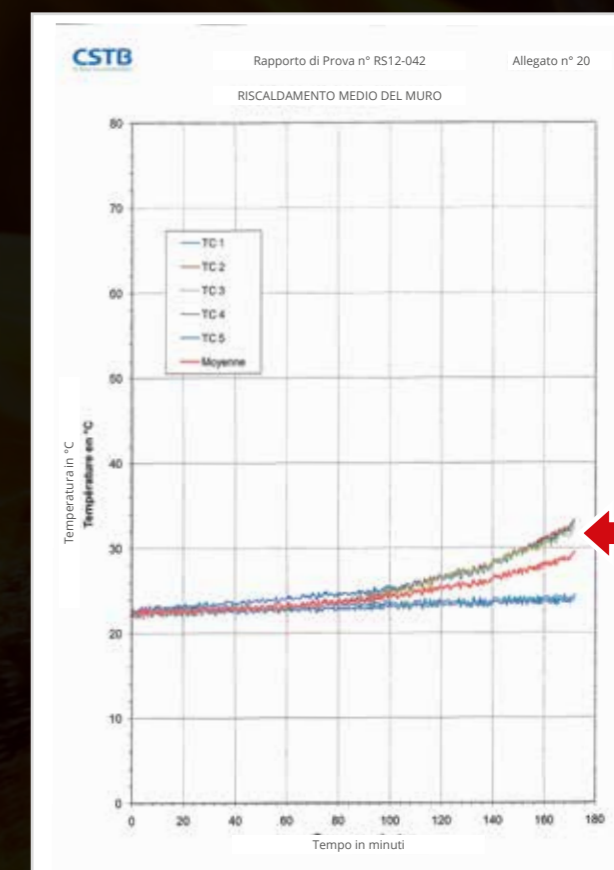 CSTB
Rapporto di Prova n° RS12-042 Allegato n° 20
RISCALDAMENTO MEDIO DEL MURO
80
70
60
50
40
30
20
10
0
TC 1
TC 2
TC 3
TC 4
TC 5
Moyenne
Temperatura in °C
Température en °C
0 20 40 60 80 100 120 140 160 180
Tempo in minuti